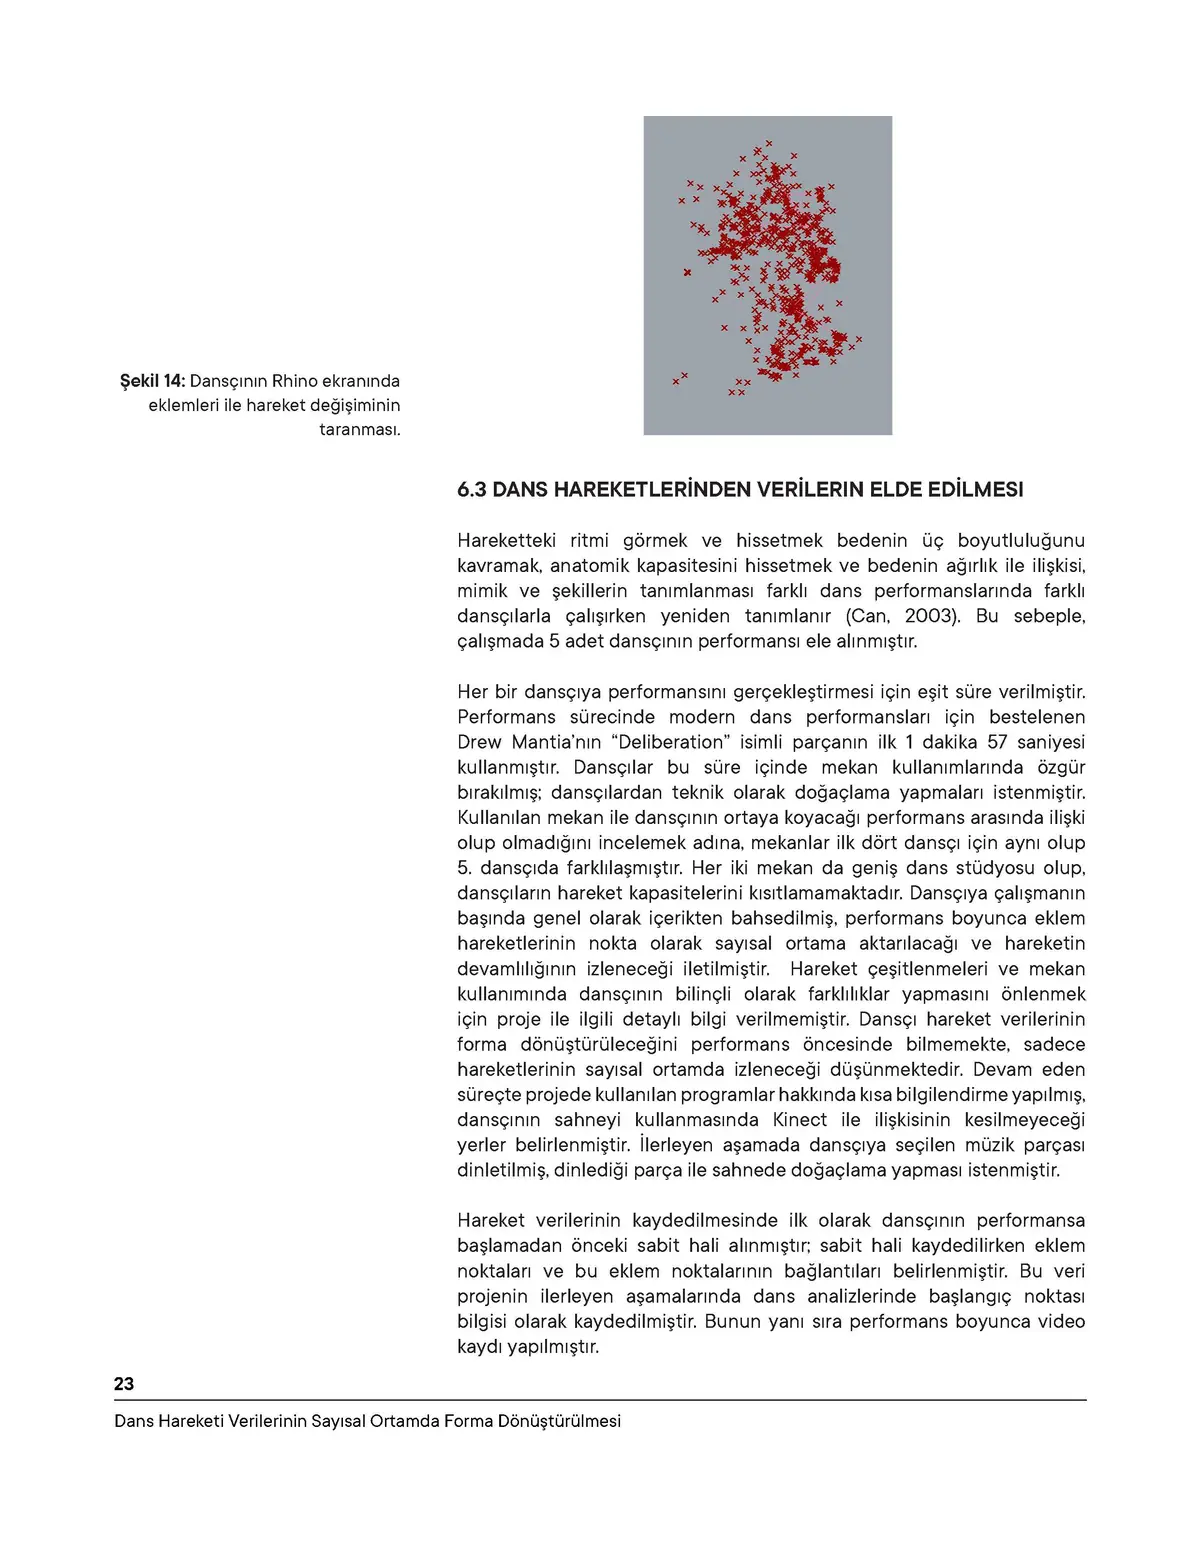 Şekil 14: Dansçının Rhino ekranında
eklemleri ile hareket değişiminin
taranması.
6.3 DANS HAREKETLERİNDEN VERİLERIN ELDE EDİLMESI
Hareketteki ritmi görmek ve hissetmek bedenin üç boyutluluğunu
kavramak, anatomik kapasitesini hissetmek ve bedenin ağırlık ile ilişkisi,
mimik ve şekillerin tanımlanması farklı dans performanslarında farklı
dansçılarla çalışırken yeniden tanımlanır (Can, 2003). Bu sebeple,
çalışmada 5 adet dansçının performansı ele alınmıştır.
Her bir dansçıya performansını gerçekleştirmesi için eşit süre verilmiştir.
Performans sürecinde modern dans performansları için bestelenen
Drew Mantia’nın “Deliberation” isimli parçanın ilk 1 dakika 57 saniyesi
kullanmıştır. Dansçılar bu süre içinde mekan kullanımlarında özgür
bırakılmış; dansçılardan teknik olarak doğaçlama yapmaları istenmiştir.
Kullanılan mekan ile dansçının ortaya koyacağı performans arasında ilişki
olup olmadığını incelemek adına, mekanlar ilk dört dansçı için aynı olup
5. dansçıda farklılaşmıştır. Her iki mekan da geniş dans stüdyosu olup,
dansçıların hareket kapasitelerini kısıtlamamaktadır. Dansçıya çalışmanın
başında genel olarak içerikten bahsedilmiş, performans boyunca eklem
hareketlerinin nokta olarak sayısal ortama aktarılacağı ve hareketin
devamlılığının izleneceği iletilmiştir. Hareket çeşitlenmeleri ve mekan
kullanımında dansçının bilinçli olarak farklılıklar yapmasını önlenmek
için proje ile ilgili detaylı bilgi verilmemiştir. Dansçı hareket verilerinin
forma dönüştürüleceğini performans öncesinde bilmemekte, sadece
hareketlerinin sayısal ortamda izleneceği düşünmektedir. Devam eden
süreçte projede kullanılan programlar hakkında kısa bilgilendirme yapılmış,
dansçının sahneyi kullanmasında Kinect ile ilişkisinin kesilmeyeceği
yerler belirlenmiştir. İlerleyen aşamada dansçıya seçilen müzik parçası
dinletilmiş, dinlediği parça ile sahnede doğaçlama yapması istenmiştir.
Hareket verilerinin kaydedilmesinde ilk olarak dansçının performansa
başlamadan önceki sabit hali alınmıştır; sabit hali kaydedilirken eklem
noktaları ve bu eklem noktalarının bağlantıları belirlenmiştir. Bu veri
projenin ilerleyen aşamalarında dans analizlerinde başlangıç noktası
bilgisi olarak kaydedilmiştir. Bunun yanı sıra performans boyunca video
kaydı yapılmıştır.
23
Dans Hareketi Verilerinin Sayısal Ortamda Forma Dönüştürülmesi